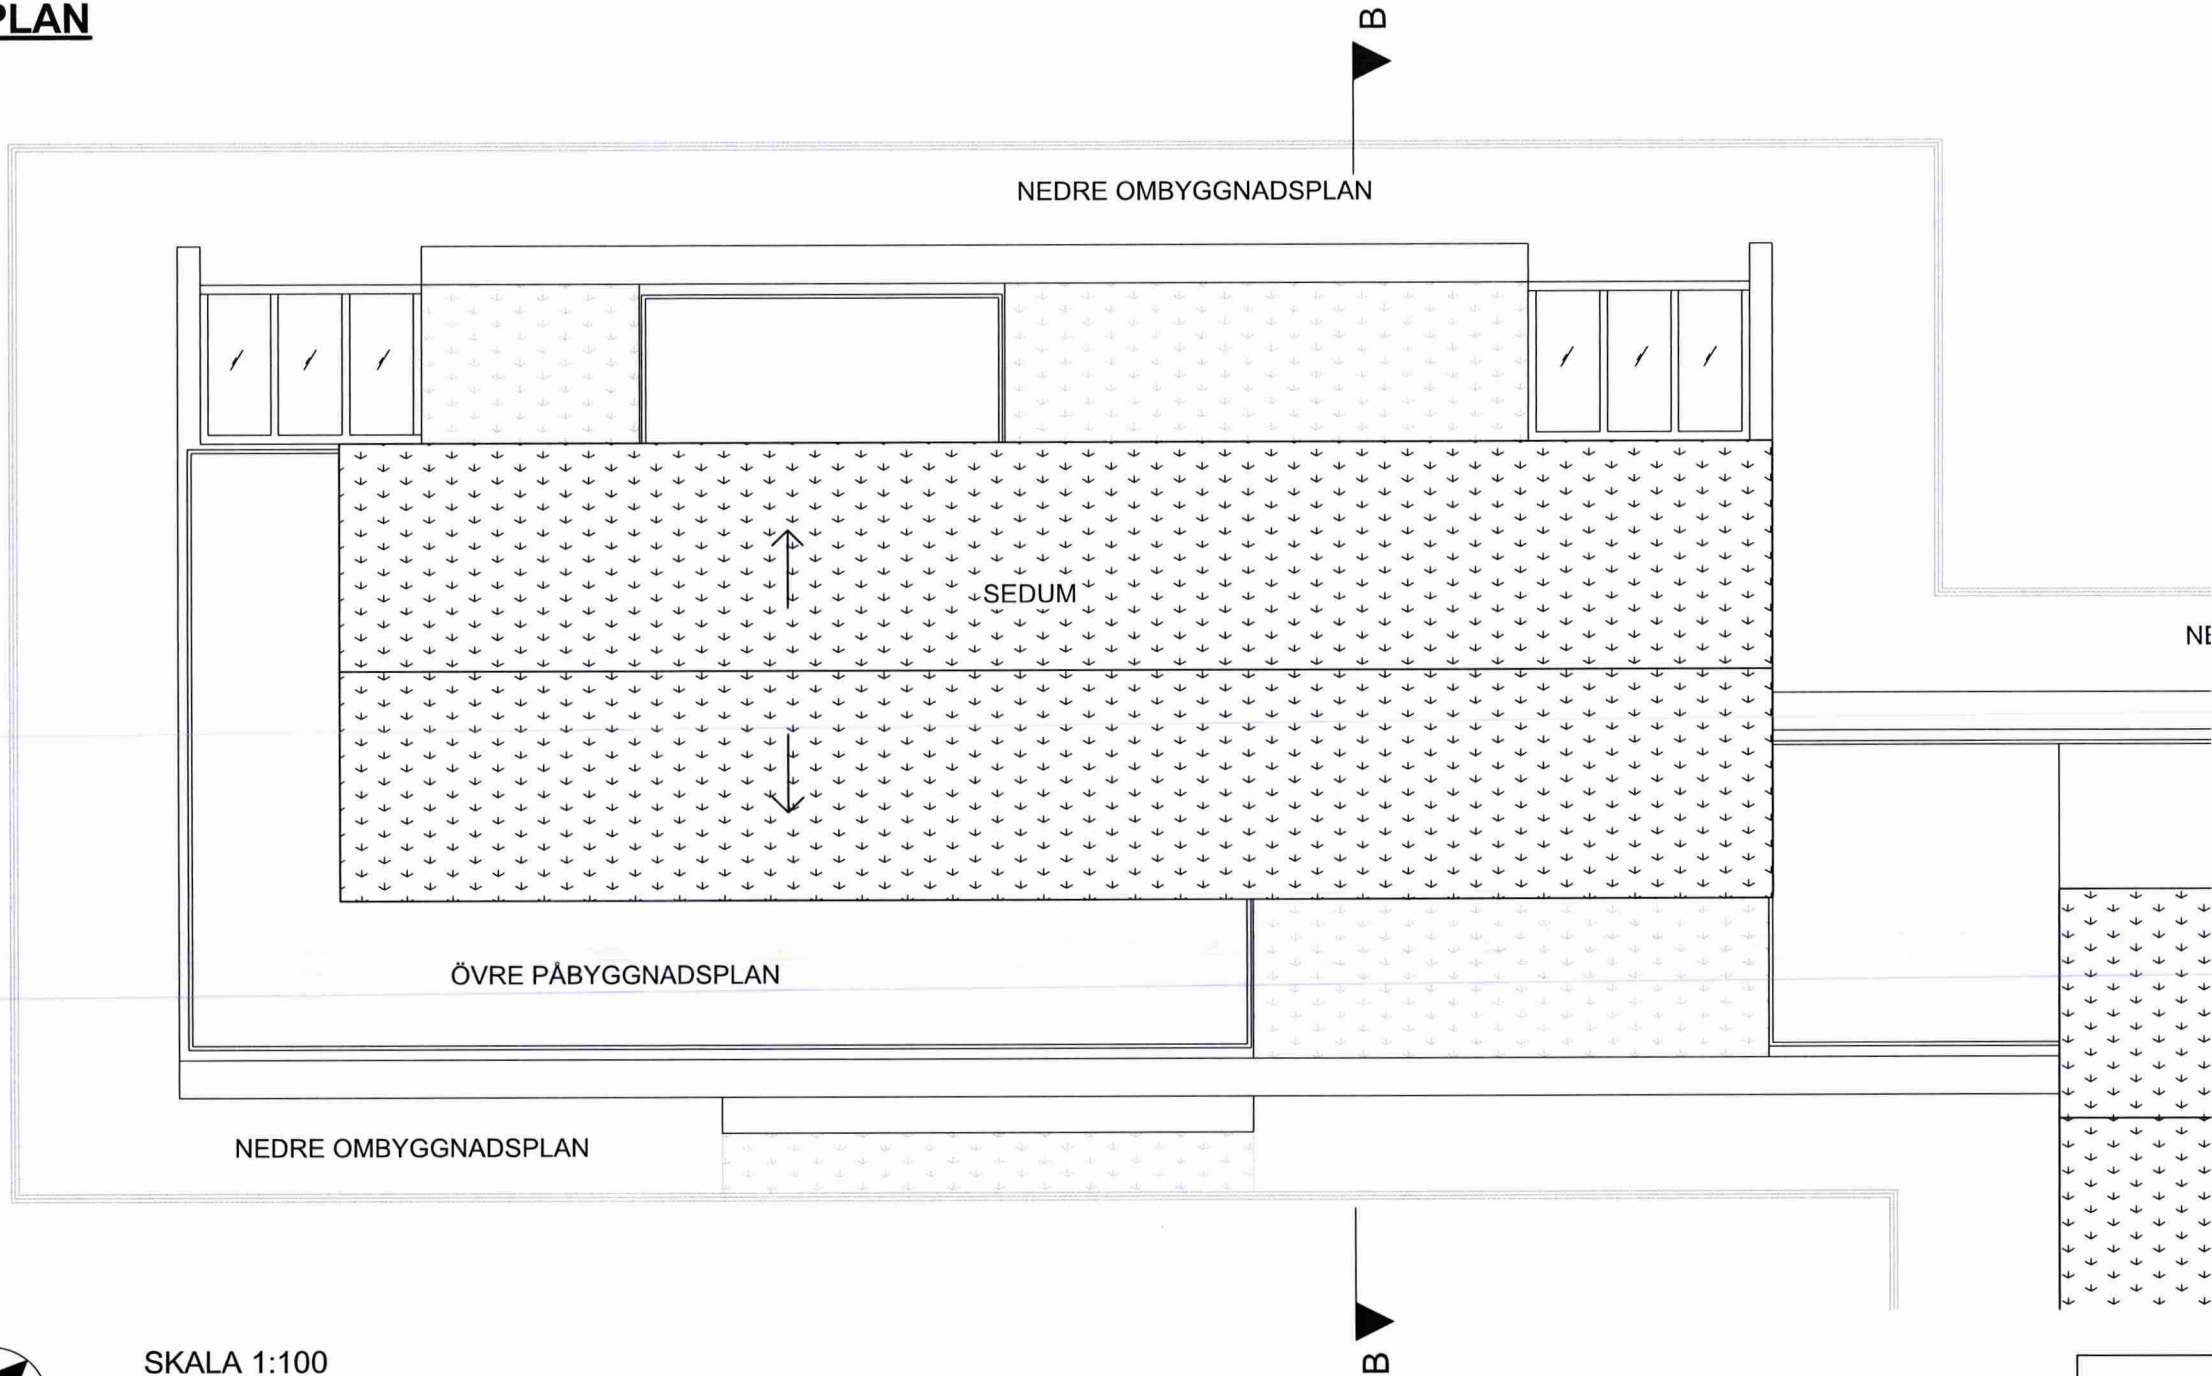 PLAN
B
NEDRE OMBYGGNADSPLAN
SEDUM
NE
ÖVRE PÅBYGGNADSPLAN
NEDRE OMBYGGNADSPLAN
SKALA 1:100
B